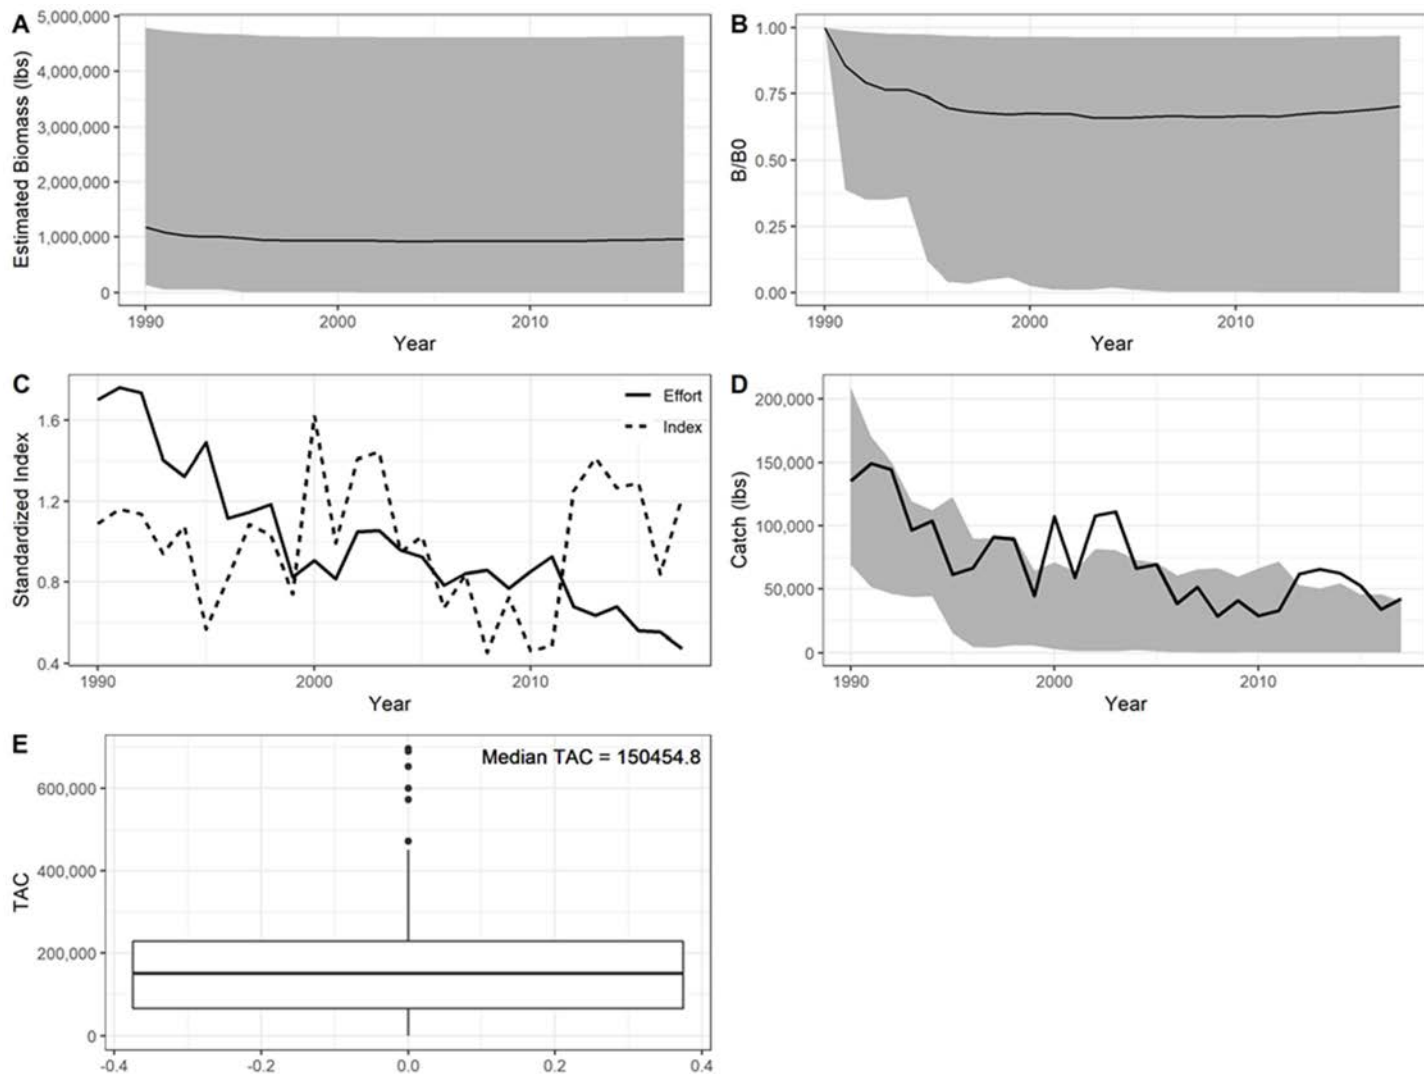 A
Estimated Biomass (lbs)
5,000,000
4,000,000
3,000,000
2,000,000
1,000,000
0
1990
2000
2010
Year
B
B/B0
1.00
0.75
0.50
0.25
0.00
1990
2000
2010
Year
C
Standardized Index
1.6
1.2
0.8
0.4
Effort
Index
1990
2000
2010
Year
D
Catch (lbs)
200,000
150,000
100,000
50,000
0
1990
2000
2010
Year
E
TAC
Median TAC = 150454.8
600,000
400,000
200,000
0
-0.4
-0.2
0.0
0.2
0.4